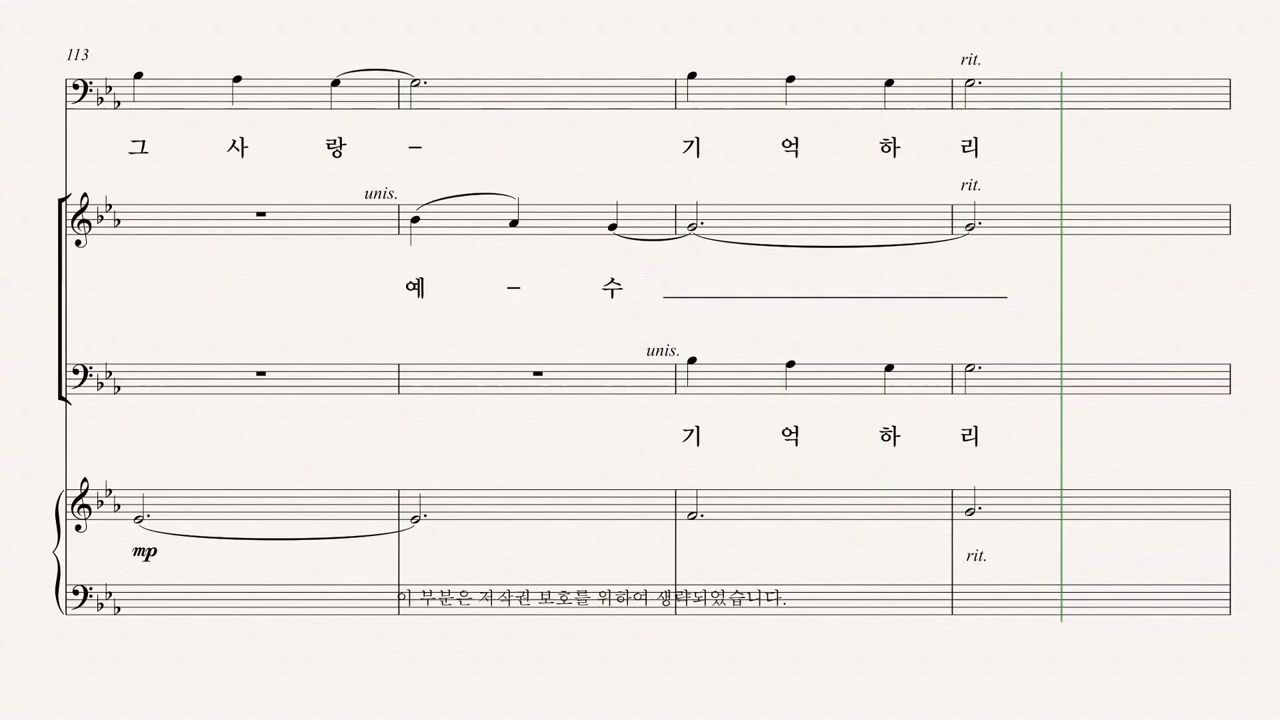 113
rit.
그 사 랑 – 기 억 하 리
unis. rit.
예 – 수
unis.
기 억 하 리
mp rit.
이 부분은 저작권 보호를 위하여 생략되었습니다.